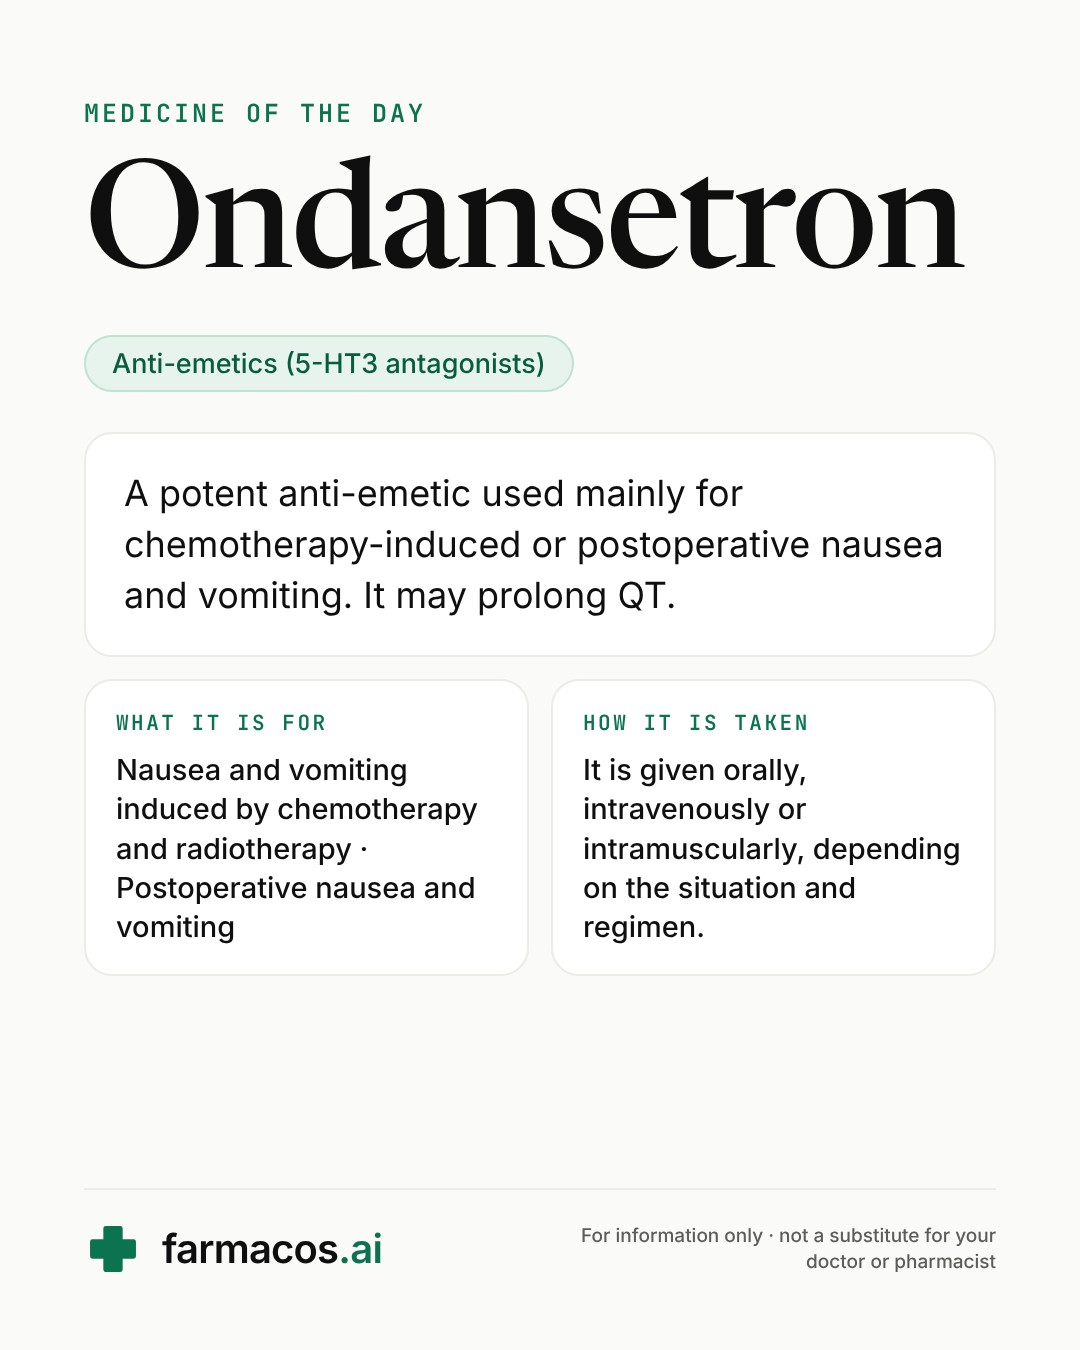 MEDICINE OF THE DAY
Ondansetron
Anti-emetics (5-HT3 antagonists)
A potent anti-emetic used mainly for
chemotherapy-induced or postoperative nausea
and vomiting. It may prolong QT.
WHAT IT IS FOR
Nausea and vomiting
induced by chemotherapy
and radiotherapy ·
Postoperative nausea and
vomiting
HOW IT IS TAKEN
It is given orally,
intravenously or
intramuscularly, depending
on the situation and
regimen.
farmacos.ai
For information only · not a substitute for your
doctor or pharmacist